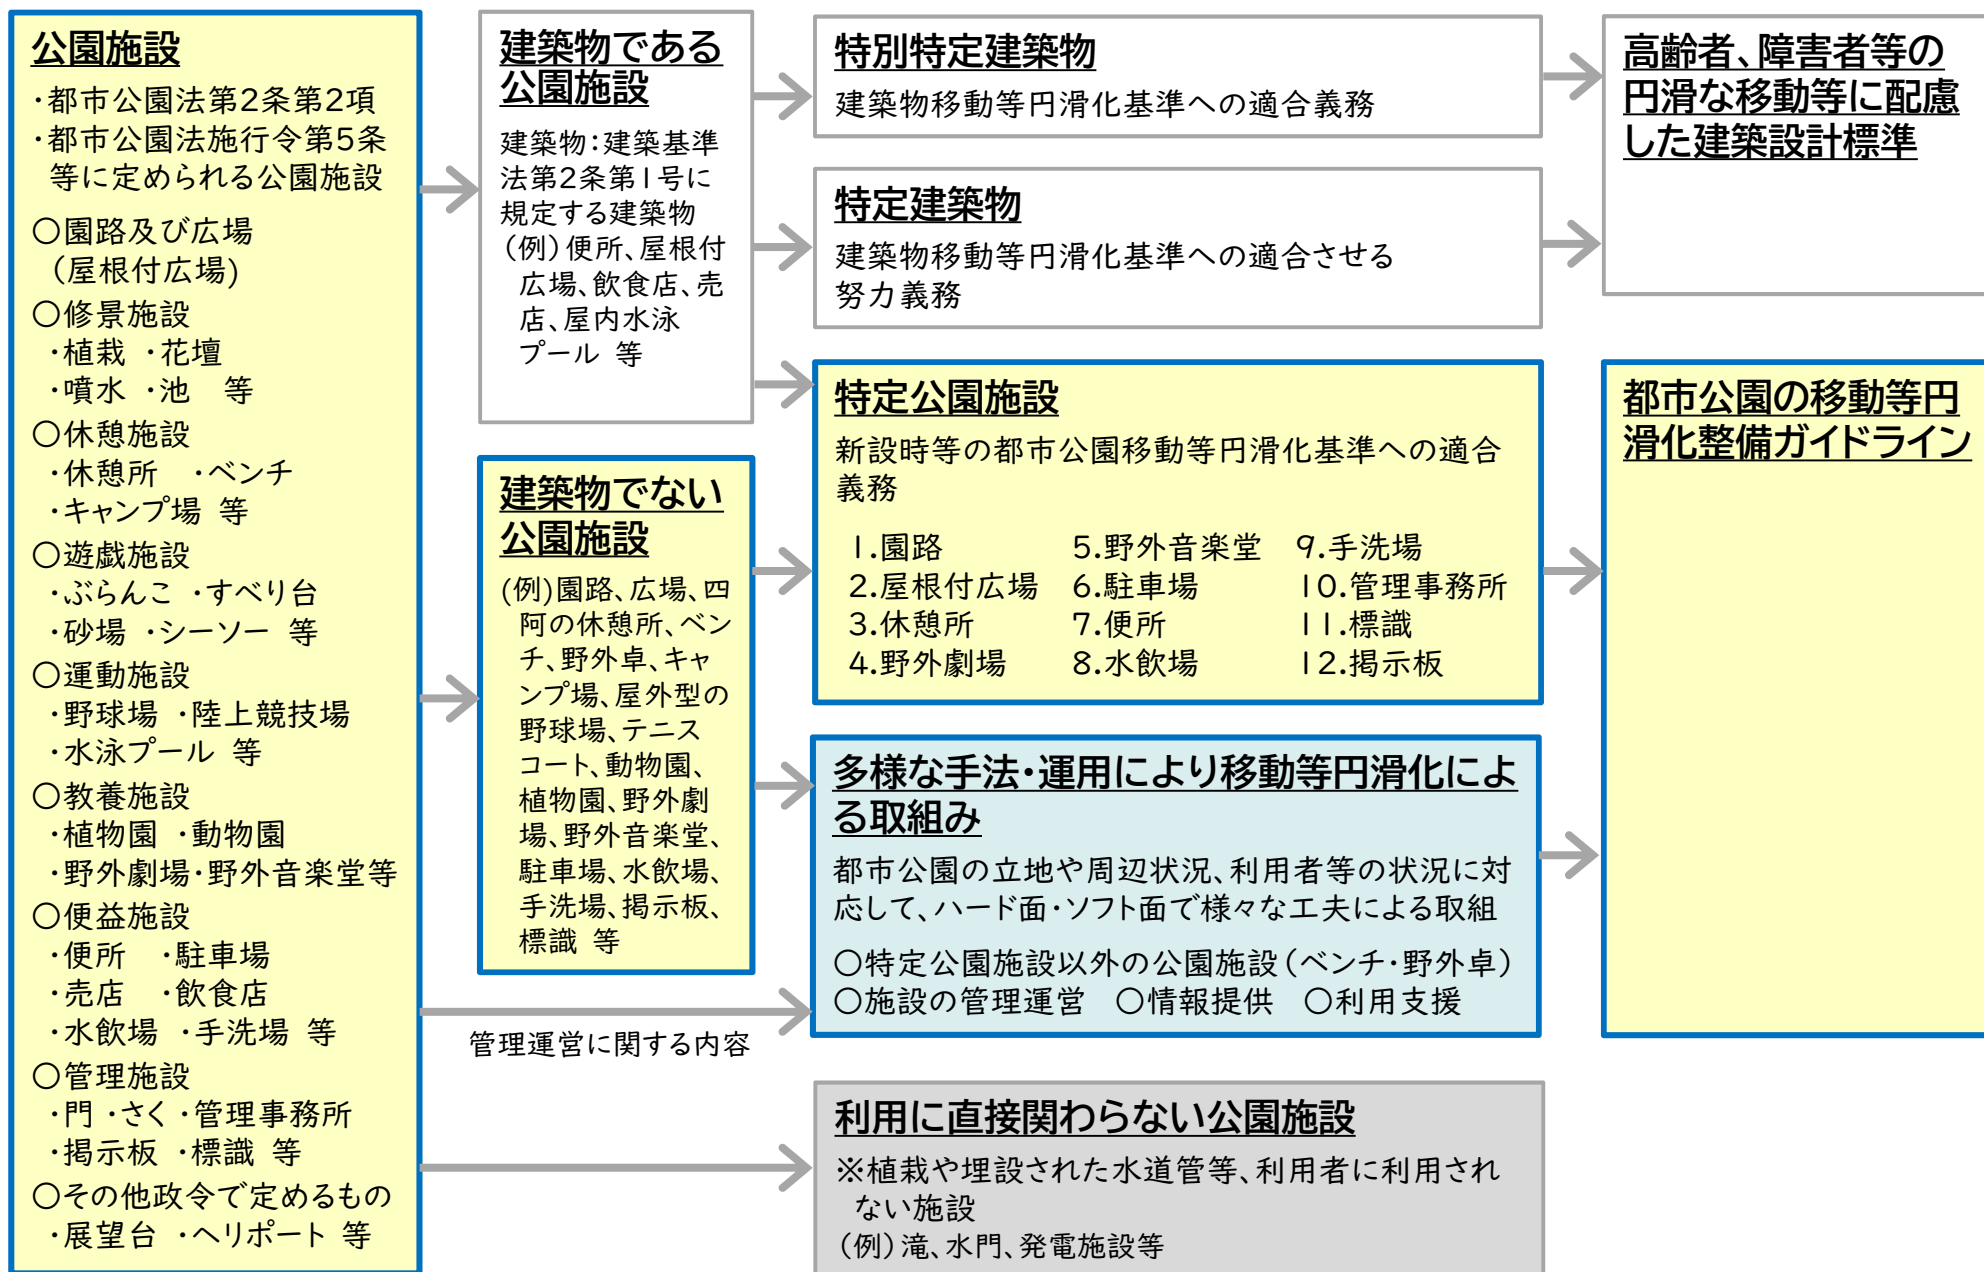 公園施設
・都市公園法第2条第2項
・都市公園法施行令第5条
等に定められる公園施設
○園路及び広場
(屋根付広場)
○修景施設
・植栽 ・花壇
・噴水 ・池 等
○休憩施設
・休憩所 ・ベンチ
・キャンプ場 等
○遊戯施設
・ぶらんこ ・すべり台
・砂場 ・シーソー 等
○運動施設
・野球場 ・陸上競技場
・水泳プール 等
○教養施設
・植物園 ・動物園
・野外劇場・野外音楽堂等
○便益施設
・便所 ・駐車場
・売店 ・飲食店
・水飲場 ・手洗場 等
○管理施設
・門 ・さく ・管理事務所
・掲示板 ・標識 等
○その他政令で定めるもの
・展望台 ・ヘリポート 等
建築物である
公園施設
建築物：建築基準
法第2条第1号に
規定する建築物
(例)便所、屋根付
広場、飲食店、売
店、屋内水泳
プール 等
建築物でない
公園施設
(例)園路、広場、四
阿の休憩所、ベン
チ、野外卓、キャ
ンプ場、屋外型の
野球場、テニス
コート、動物園、
植物園、野外劇
場、野外音楽堂、
駐車場、水飲場、
手洗場、掲示板、
標識 等
管理運営に関する内容
特別特定建築物
建築物移動等円滑化基準への適合義務
特定建築物
建築物移動等円滑化基準への適合させる
努力義務
特定公園施設
新設時等の都市公園移動等円滑化基準への適合
義務
1.園路 5.野外音楽堂 9.手洗場
2.屋根付広場 6.駐車場 10.管理事務所
3.休憩所 7.便所 11.標識
4.野外劇場 8.水飲場 12.掲示板
多様な手法・運用により移動等円滑化によ
る取組み
都市公園の立地や周辺状況、利用者等の状況に対
応して、ハード面・ソフト面で様々な工夫による取組
○特定公園施設以外の公園施設(ベンチ・野外卓)
○施設の管理運営 ○情報提供 ○利用支援
利用に直接関わらない公園施設
※植栽や埋設された水道管等、利用者に利用され
ない施設
(例)滝、水門、発電施設等
高齢者、障害者等の
円滑な移動等に配慮
した建築設計標準
都市公園の移動等円
滑化整備ガイドライン